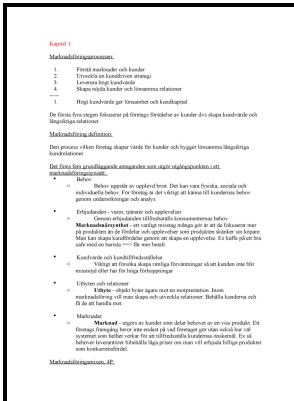 Kapitel 1:
Marknadsföringsprocessen:
1. Förstå marknader och kunder
2. Utveckla en kunddriven strategi
3. Leverera högt kundvärde
4. Skapa nöjda kunder och lönsamma relationer
-----
1. Högt kundvärde ger lönsamhet och kundkapital.
De första fyra stegen fokuserar på företags förståelse av kunder dvs skapa kundvärde och
långsiktiga relationer.
Marknadsföring definition:
Den process vilken företag skapar värde för kunder och bygger lönsamma långsiktiga
kundrelationer.
Det finns fem grundläggande antaganden som utgör utgångspunkten i ett
marknadsföringssynsätt:
• Behov
○ Behov uppstår av upplevd brist. Det kan vara fysiska, sociala och
individuella behov. För företag är det viktigt att känna till kundernas behov
genom undersökningar och analys.
• Erbjudanden - varor, tjänster och upplevelser
○ Genom erbjudanden tillfredsställs konsumenternas behov.
Marknadsnärsynthet - ett vanligt misstag många gör är att de fokuserar mer
på produkten än de fördelar och upplevelser som produkten simulerar sin köpare.
Man kan skapa kundfördelar genom att skapa en upplevelse. Ex kaffe på ett bra
café med en barista ==> får mer betalt.
• Kundvärde och kundtillfredsställelse
○ Viktigt att försöka skapa rimliga förväntningar så att kunden inte blir
missnöjd eller har för höga förhoppningar
• Utbyten och relationer
○ Utbyte - objekt byter ägare mot en motprestation. Inom
marknadsföring vill man skapa och utveckla relationer. Behålla kunderna och
få de att handla mer.
• Marknader
○ Marknad - utgörs av kunder som delar behovet av en viss produkt. Ett
företags framgång beror inte endast på vad företaget gör utan också hur väl
systemet som helhet verkar för att tillfredsställa kundernas önskemål. Ex så
behöver leverantörer bibehålla låga priser om man vill erbjuda billiga produkter
som konkurrensfördel.
Marknadsföringsmixen, 4P: